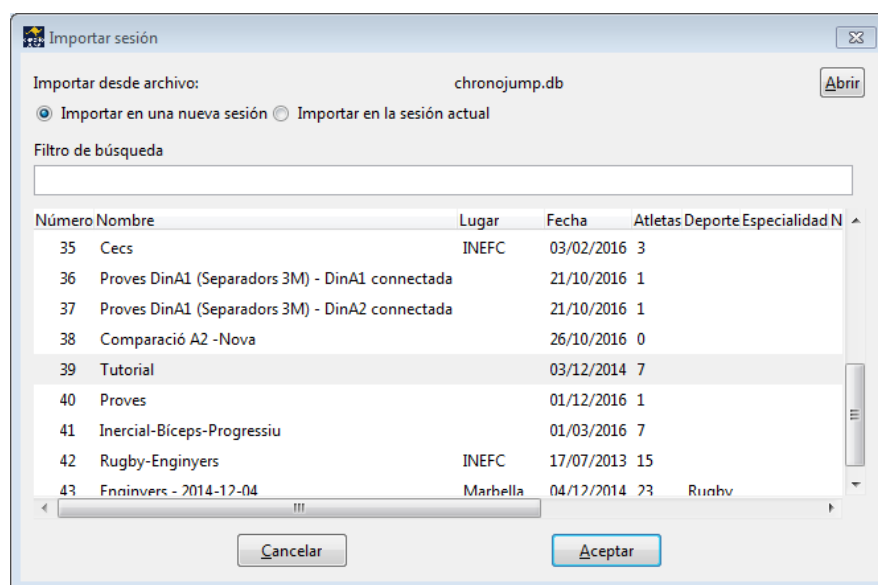 Importar sesión
Importar desde archivo: chronojump.db Abrir
Importar en una nueva sesión Importar en la sesión actual
Filtro de búsqueda
Número Nombre Lugar Fecha Atletas Deporte Especialidad N
35 Cecs INEFC 03/02/2016 3
36 Proves DinA1 (Separadors 3M) - DinA1 connectada 21/10/2016 1
37 Proves DinA1 (Separadors 3M) - DinA2 connectada 21/10/2016 1
38 Comparació A2 -Nova 26/10/2016 0
39 Tutorial 03/12/2014 7
40 Proves 01/12/2016 1
41 Inercial-Bíceps-Progressiu 01/03/2016 7
42 Rugby-Enginyers INEFC 17/07/2013 15
43 Enginyers - 2014-12-04 Marbella 04/12/2014 23 Rugby
Cancelar Aceptar